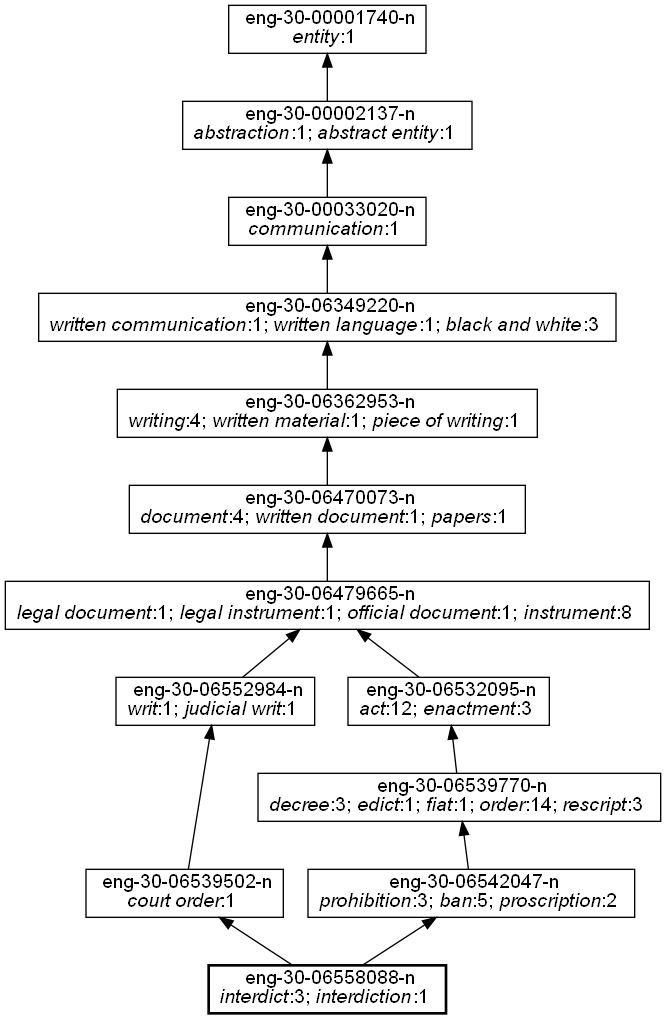 eng-30-00001740-n
entity:1
eng-30-00002137-n
abstraction:1; abstract entity:1
eng-30-00033020-n
communication:1
eng-30-06349220-n
written communication:1; written language:1; black and white:3
eng-30-06362953-n
writing:4; written material:1; piece of writing:1
eng-30-06470073-n
document:4; written document:1; papers:1
eng-30-06479665-n
legal document:1; legal instrument:1; official document:1; instrument:8
eng-30-06552984-n
writ:1; judicial writ:1
eng-30-06532095-n
act:12; enactment:3
eng-30-06539770-n
decree:3; edict:1; fiat:1; order:14; rescript:3
eng-30-06539502-n
court order:1
eng-30-06542047-n
prohibition:3; ban:5; proscription:2
eng-30-06558088-n
interdict:3; interdiction:1